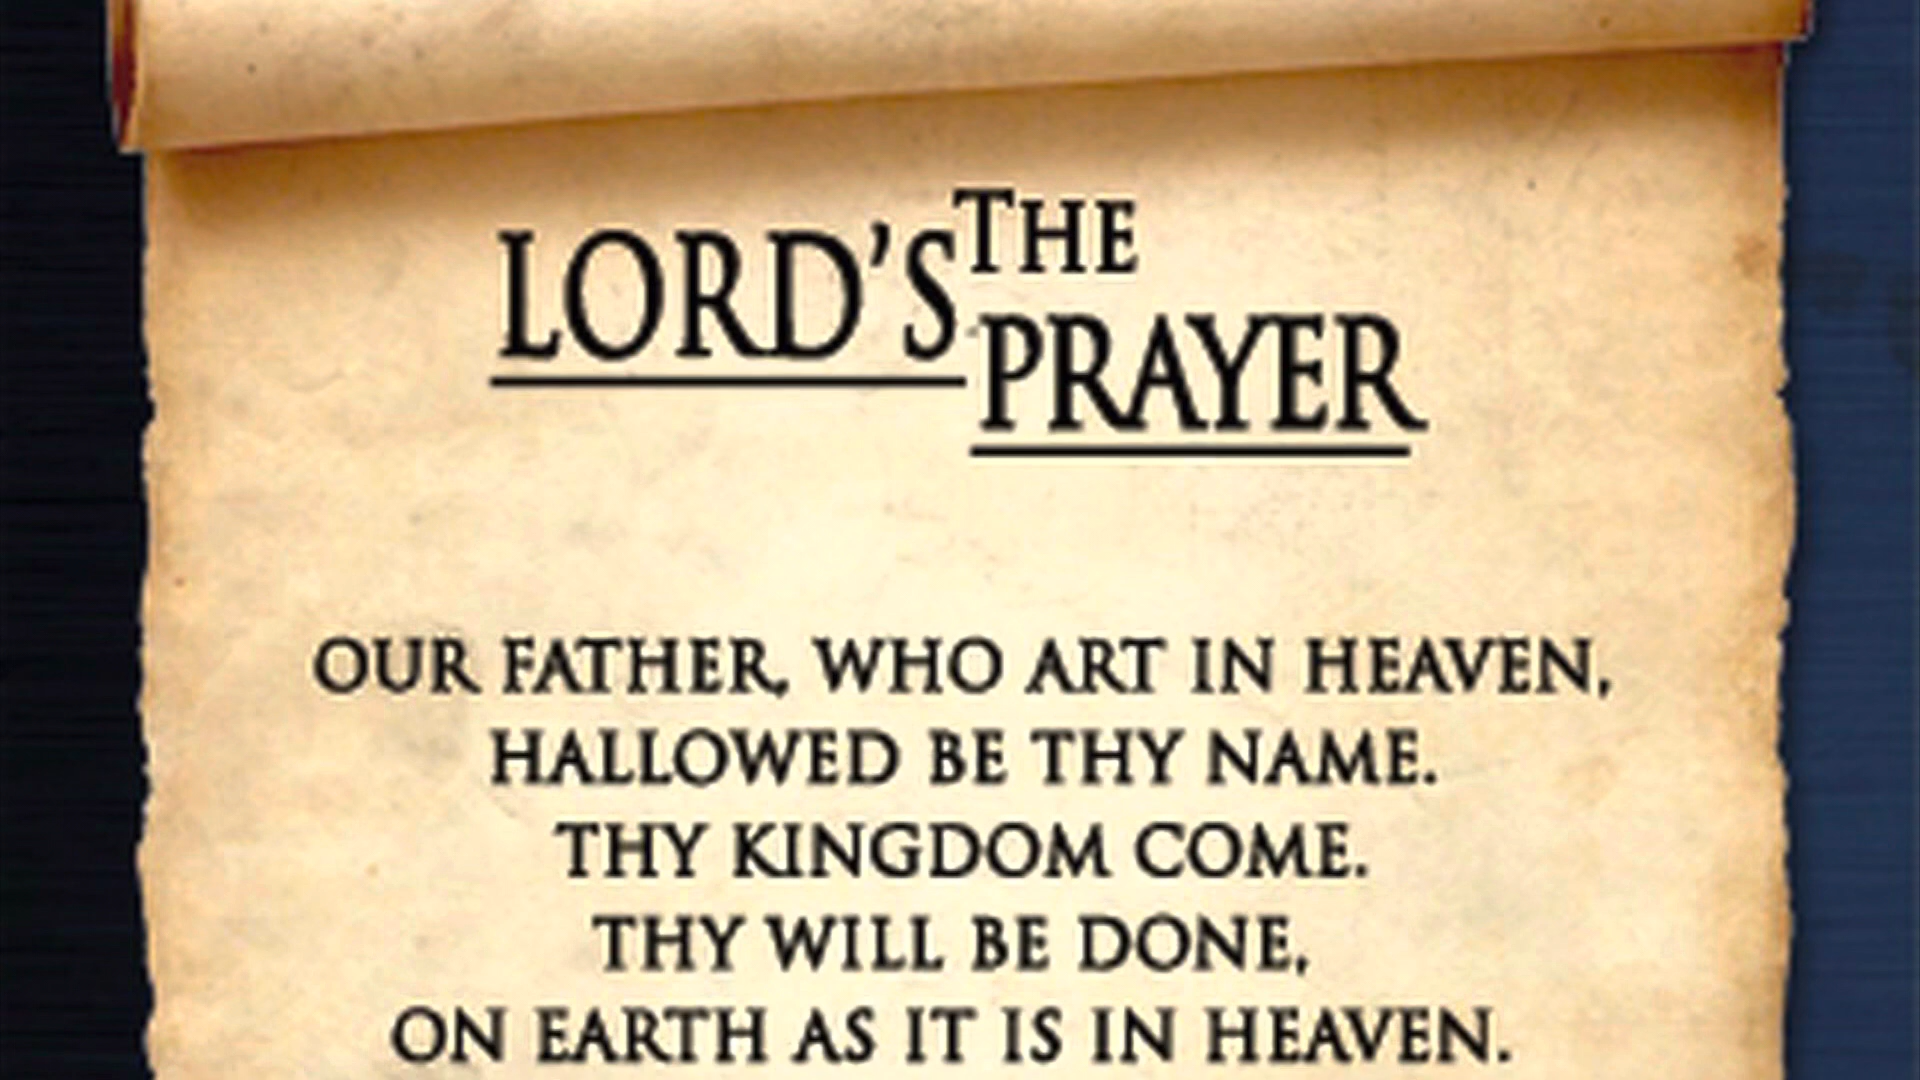 THE
LORD'S
PRAYER
OUR FATHER, WHO ART IN HEAVEN,
HALLOWED BE THY NAME.
THY KINGDOM COME.
THY WILL BE DONE,
ON EARTH AS IT IS IN HEAVEN.